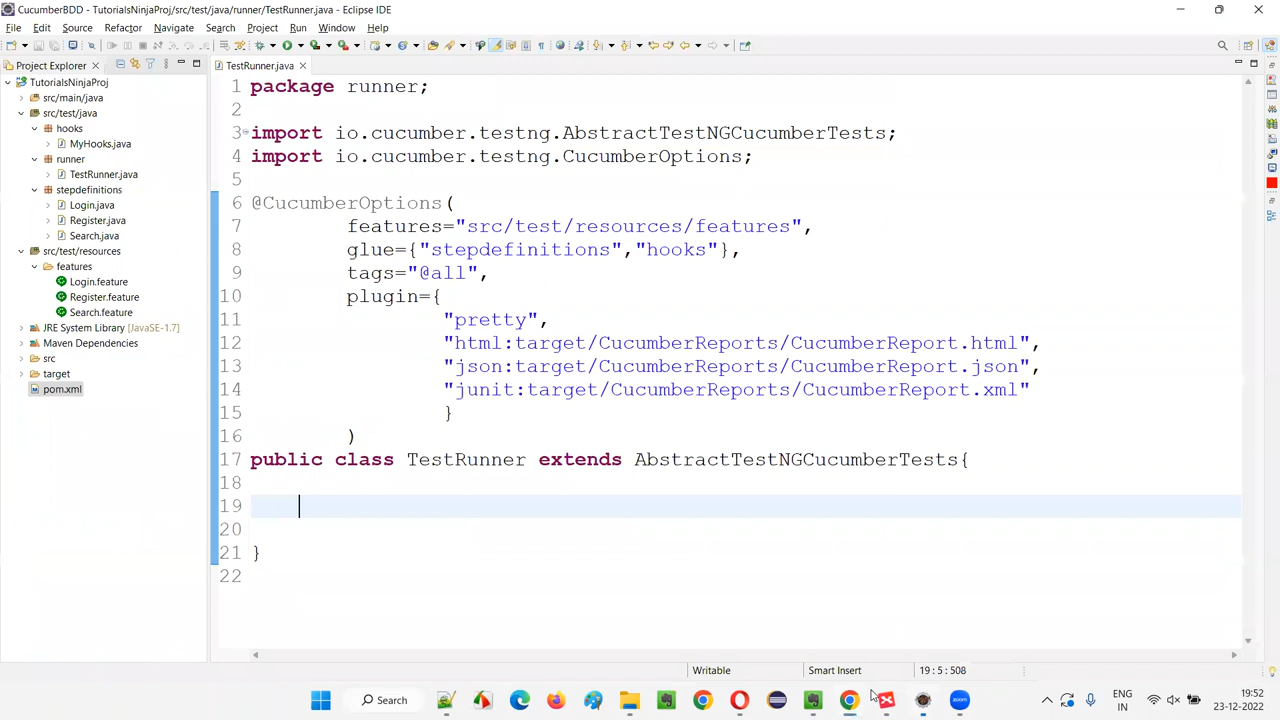 CucumberBDD - TutorialsNinjaProj/src/test/java/runner/TestRunner.java - Eclipse IDE
File Edit Source Refactor Navigate Search Project Run Window Help
Project Explorer
TestRunner.java
TutorialsNinjaProj
src/main/java
src/test/java
hooks
MyHooks.java
runner
TestRunner.java
stepdefinitions
Login.java
Register.java
Search.java
src/test/resources
features
Login.feature
Register.feature
Search.feature
JRE System Library [JavaSE-1.7]
Maven Dependencies
src
target
pom.xml
1 package runner;
2
3 import io.cucumber.testng.AbstractTestNGCucumberTests;
4 import io.cucumber.testng.CucumberOptions;
5
6 @CucumberOptions(
7 features="src/test/resources/features",
8 glue={"stepdefinitions","hooks"},
9 tags="@all",
10 plugin={
11 "pretty",
12 "html:target/CucumberReports/CucumberReport.html",
13 "json:target/CucumberReports/CucumberReport.json",
14 "junit:target/CucumberReports/CucumberReport.xml"
15 }
16 )
17 public class TestRunner extends AbstractTestNGCucumberTests{
18
19
20
21 }
22
Writable Smart Insert 19 : 5 : 508
Search
zoom
ENG
IN
19:52
23-12-2022